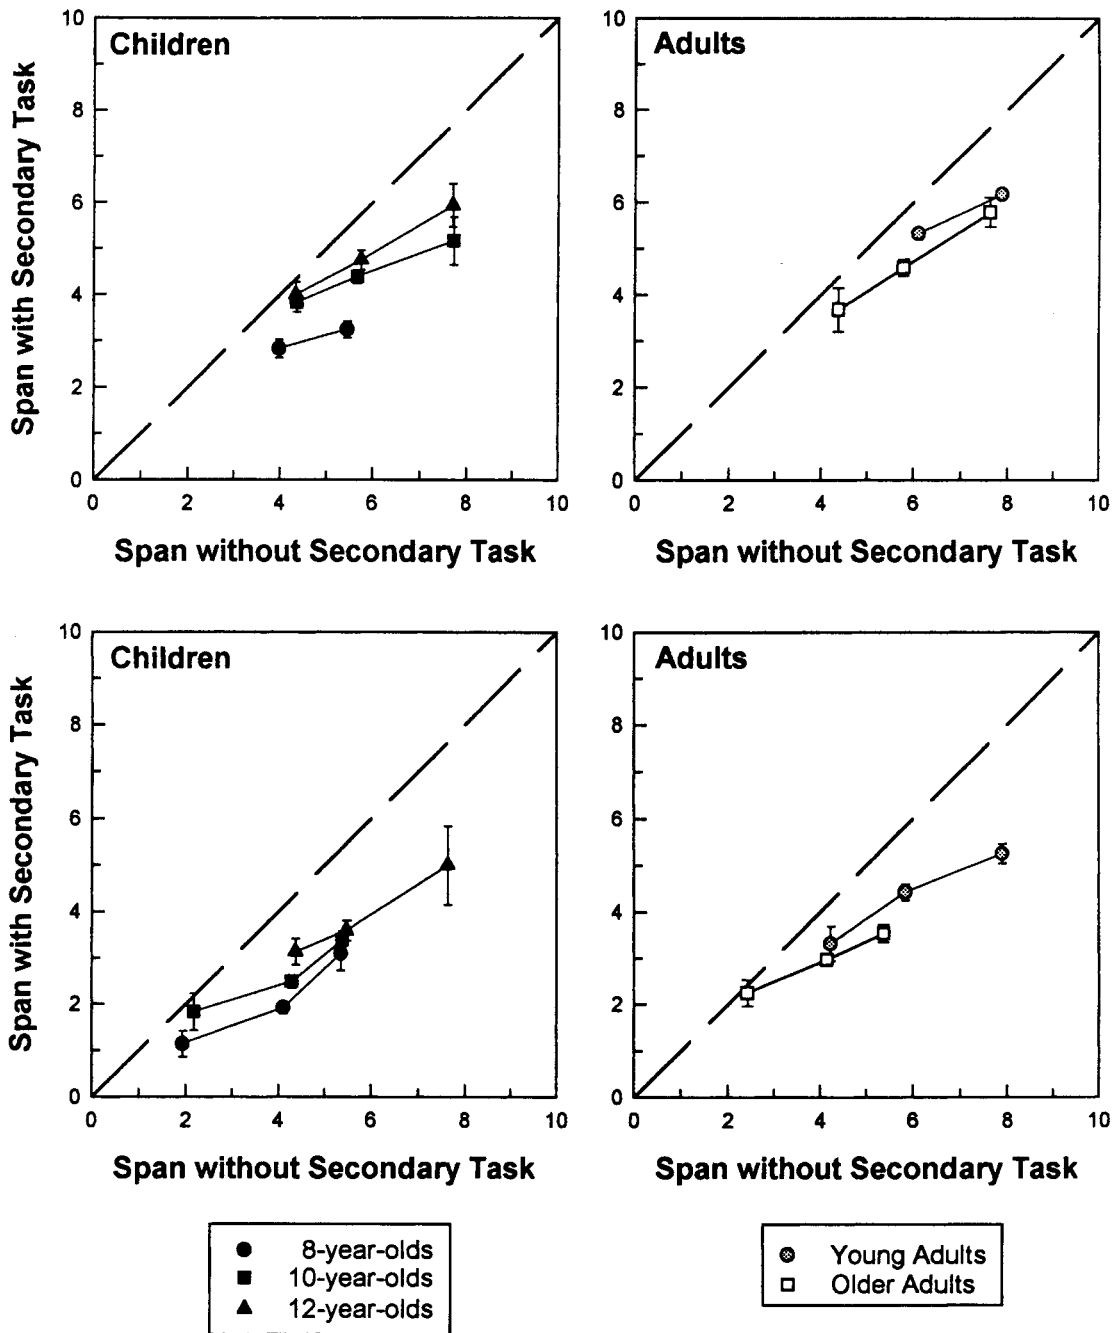 Children
Span with Secondary Task
10
8
6
4
2
0
0 2 4 6 8 10
Span without Secondary Task
Adults
10
8
6
4
2
0
0 2 4 6 8 10
Span without Secondary Task
Children
Span with Secondary Task
10
8
6
4
2
0
0 2 4 6 8 10
Span without Secondary Task
Adults
10
8
6
4
2
0
0 2 4 6 8 10
Span without Secondary Task
8-year-olds
10-year-olds
12-year-olds
Young Adults
Older Adults